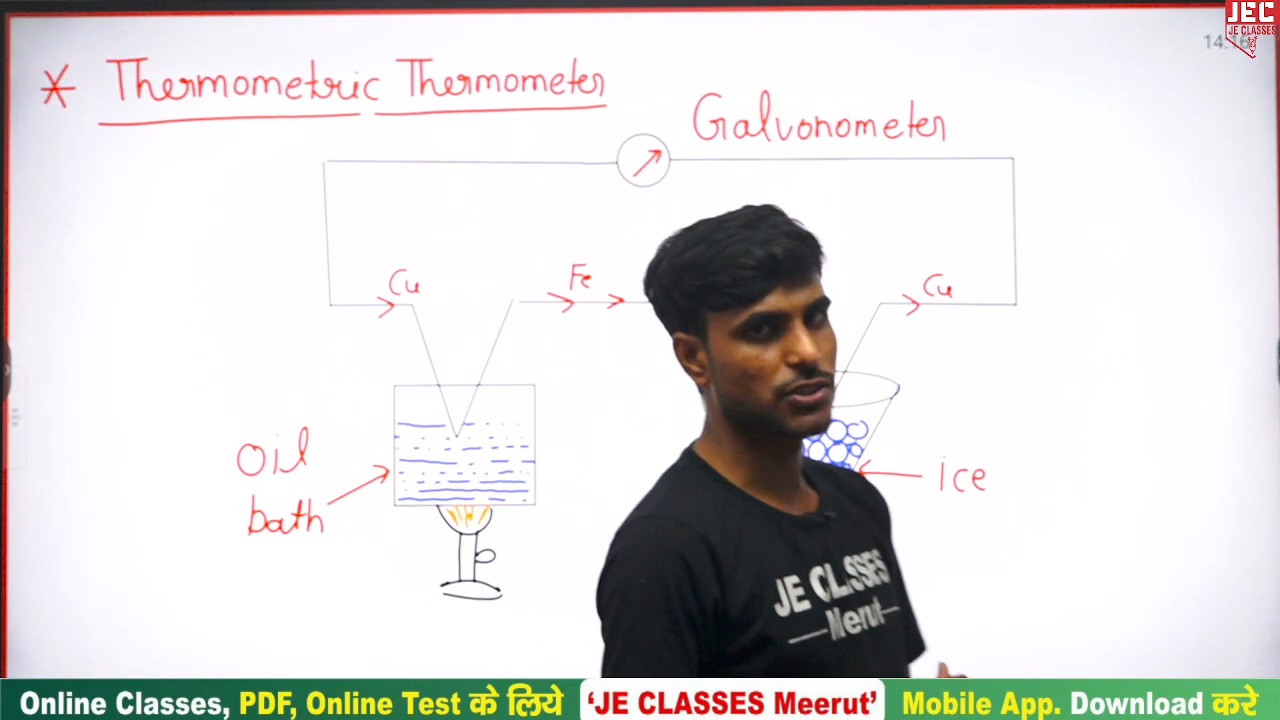 JEC
JE CLASSES
* Thermometric Thermometer
Galvonometer
Cu
Fe
Cu
Oil
bath
ice
JE CLASSES
Merut
Online Classes, PDF, Online Test के लिये
‘JE CLASSES Meerut’
Mobile App. Download करे